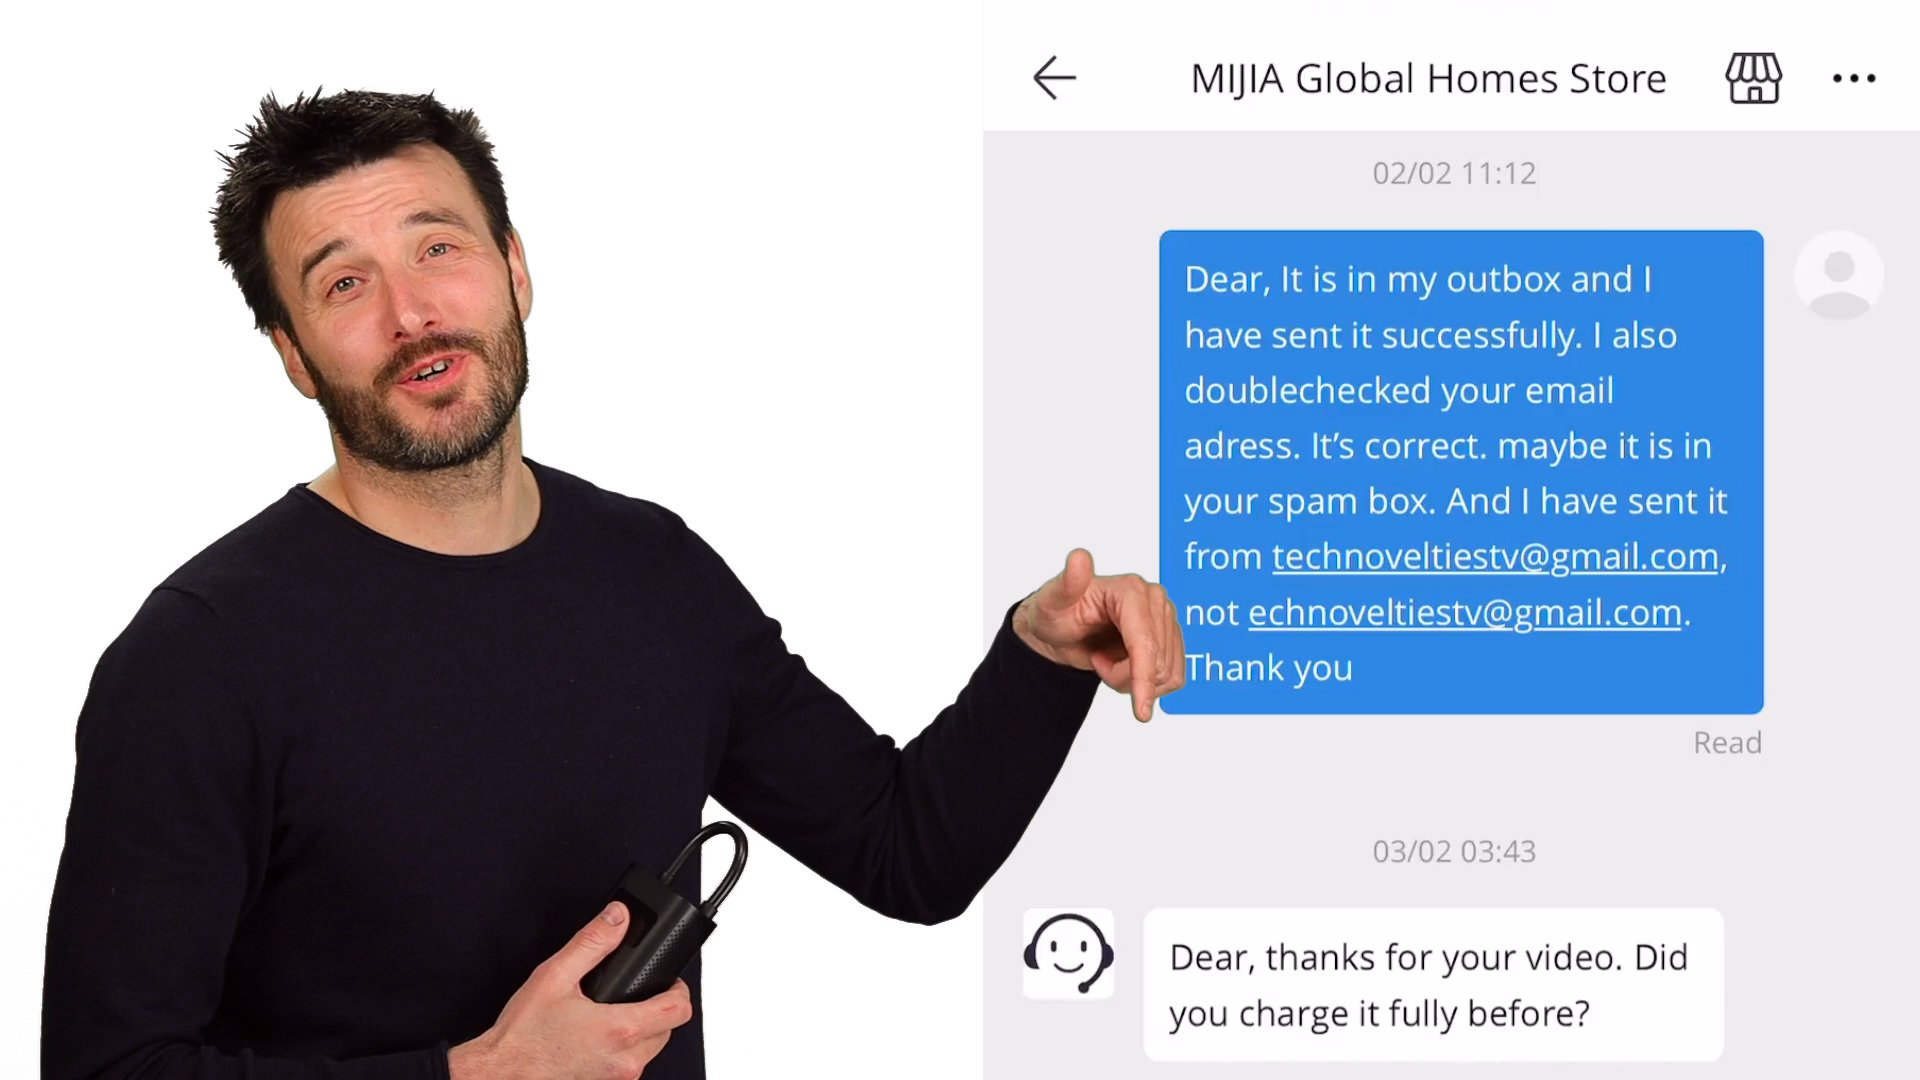 MIJIA Global Homes Store
02/02 11:12
Dear, It is in my outbox and I
have sent it successfully. I also
doublechecked your email
adress. It’s correct. maybe it is in
your spam box. And I have sent it
from technoveltiestv@gmail.com,
not echnoveltiestv@gmail.com.
Thank you
Read
03/02 03:43
Dear, thanks for your video. Did
you charge it fully before?